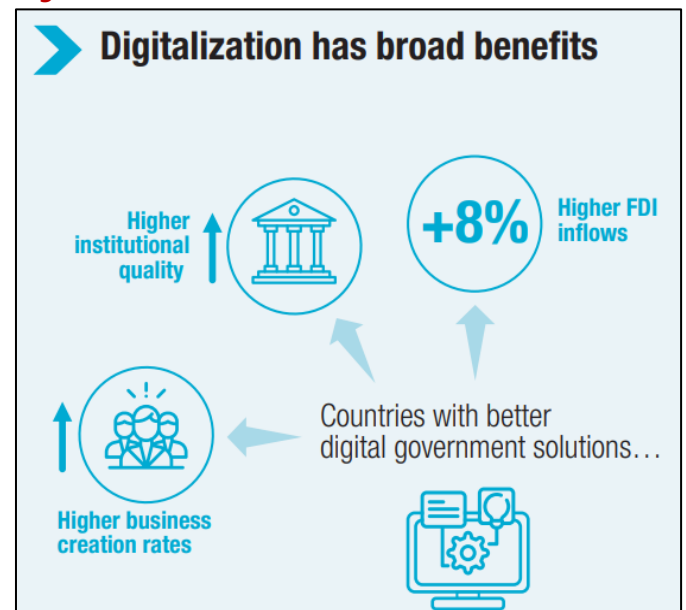 Digitalization has broad benefits
Higher
institutional
quality
+8%
Higher FDI
inflows
Countries with better
digital government solutions…
Higher business
creation rates